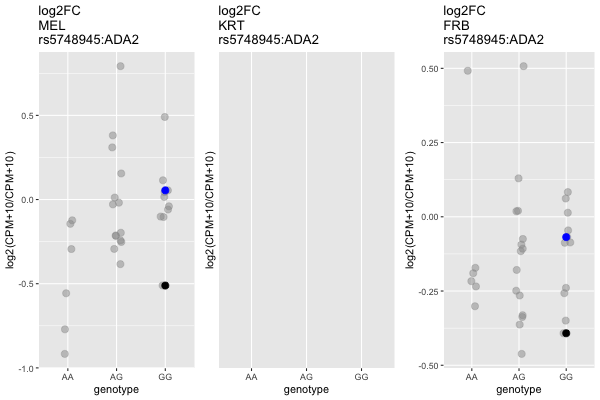 log2FC
MEL
rs5748945:ADA2
log2(CPM+10/CPM+10)
0.5
0.0
-0.5
-1.0
AA
AG
GG
genotype
log2FC
KRT
rs5748945:ADA2
log2(CPM+10/CPM+10)
AA
AG
GG
genotype
log2FC
FRB
rs5748945:ADA2
log2(CPM+10/CPM+10)
0.50
0.25
0.00
-0.25
-0.50
AA
AG
GG
genotype